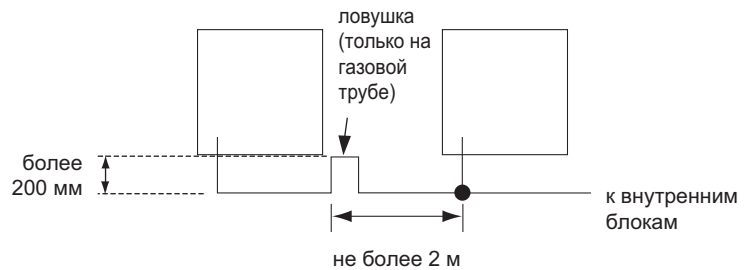 ловушка
(только на
газовой
трубе)
более
200 мм
к внутренним
блокам
не более 2 м